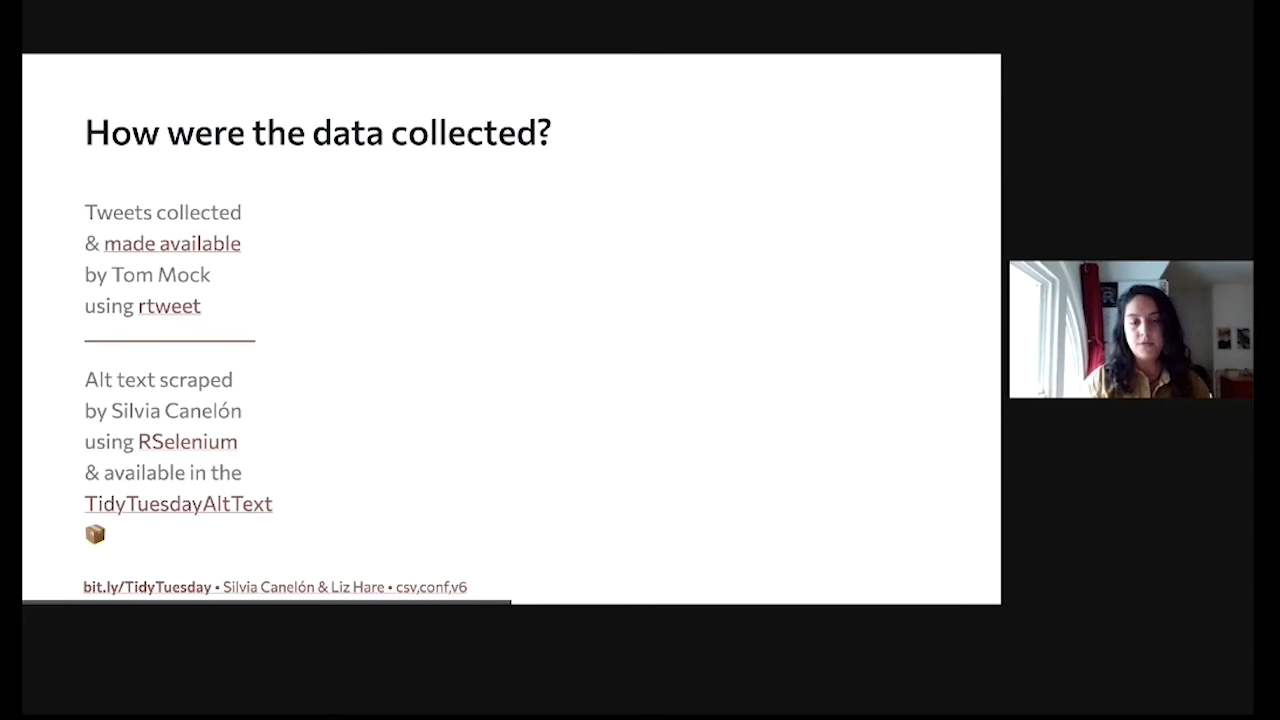 How were the data collected?
Tweets collected
& made available
by Tom Mock
using rtweet
Alt text scraped
by Silvia Canelón
using RSelenium
& available in the
TidyTuesdayAltText
bit.ly/TidyTuesday • Silvia Canelón & Liz Hare • csv,conf,v6